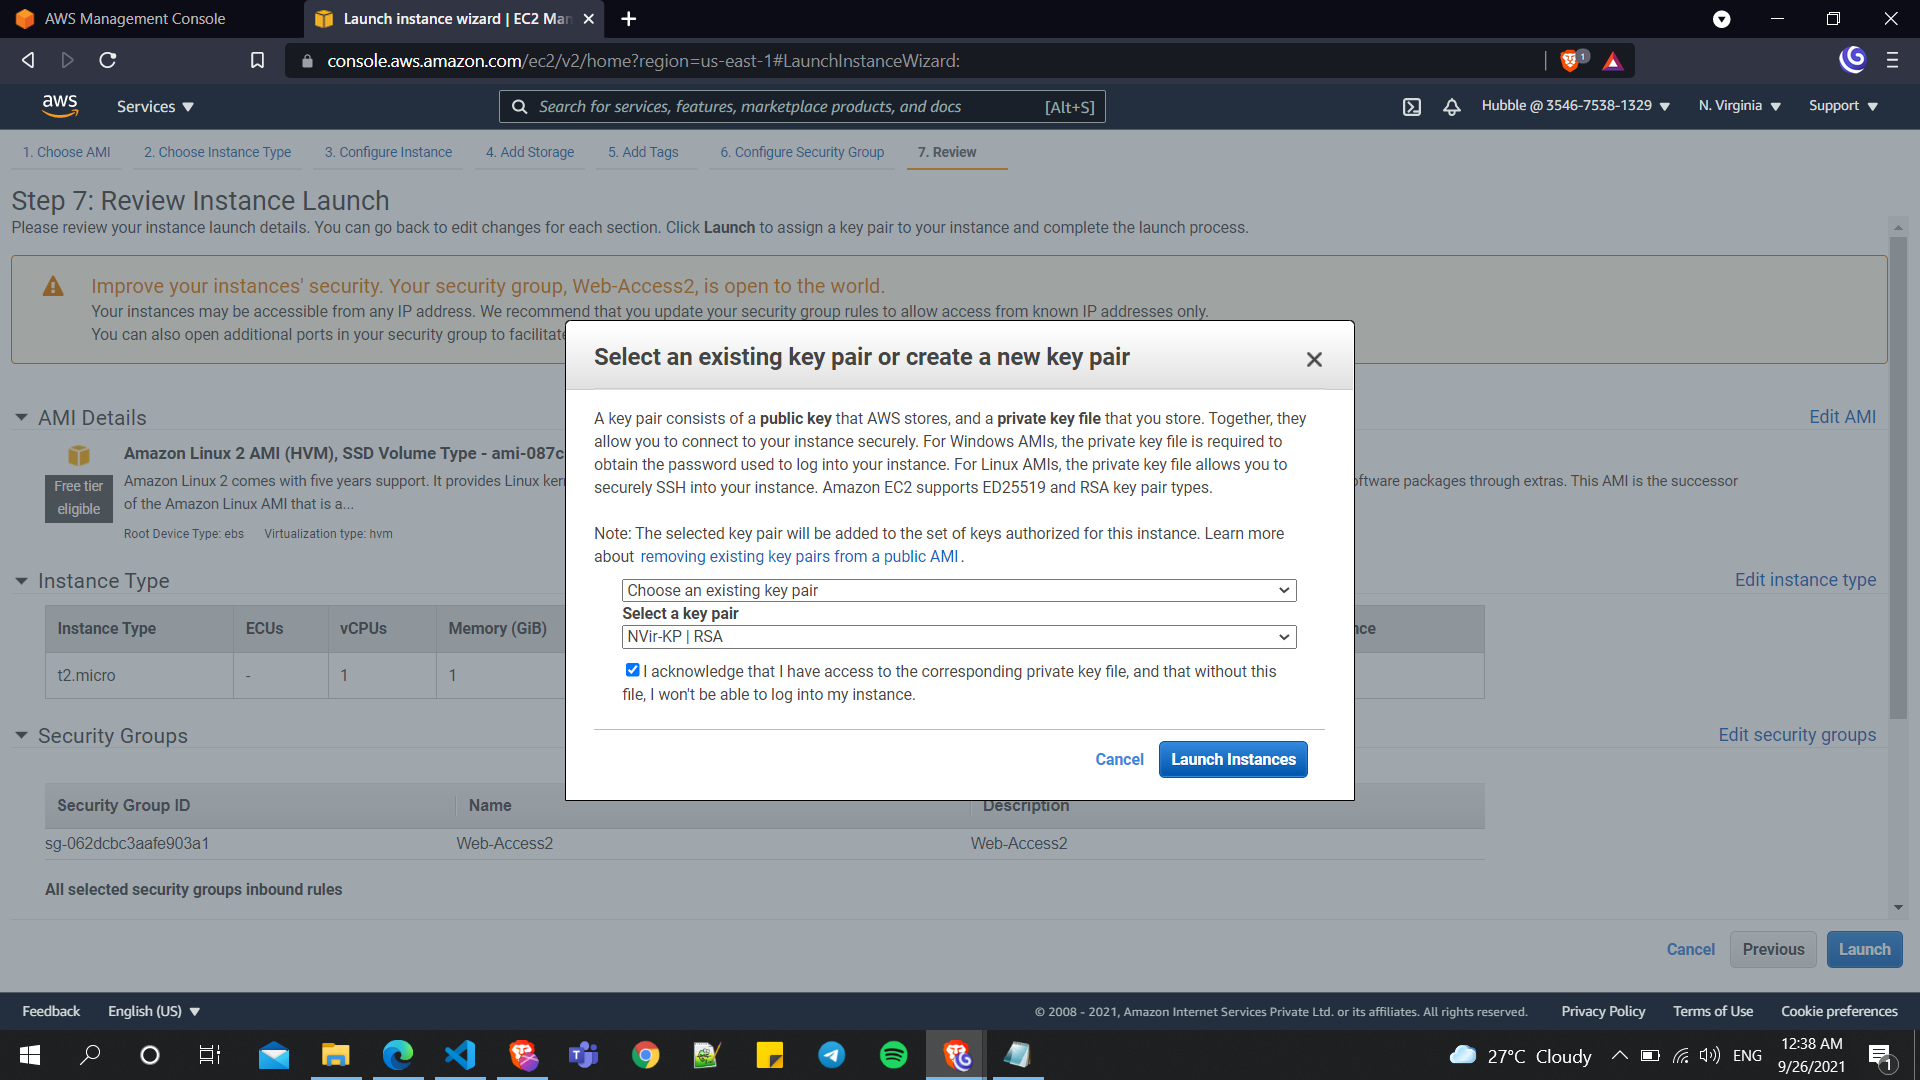 AWS Management Console
Launch instance wizard | EC2 Man
console.aws.amazon.com/ec2/v2/home?region=us-east-1#LaunchInstanceWizard:
1
aws
Services
Search for services, features, marketplace products, and docs [Alt+S]
Hubble @ 3546-7538-1329
N. Virginia
Support
1. Choose AMI
2. Choose Instance Type
3. Configure Instance
4. Add Storage
5. Add Tags
6. Configure Security Group
7. Review
Step 7: Review Instance Launch
Please review your instance launch details. You can go back to edit changes for each section. Click Launch to assign a key pair to your instance and complete the launch process.
Improve your instances' security. Your security group, Web-Access2, is open to the world.
Your instances may be accessible from any IP address. We recommend that you update your security group rules to allow access from known IP addresses only.
You can also open additional ports in your security group to facilitate
Select an existing key pair or create a new key pair
A key pair consists of a public key that AWS stores, and a private key file that you store. Together, they
allow you to connect to your instance securely. For Windows AMIs, the private key file is required to
obtain the password used to log into your instance. For Linux AMIs, the private key file allows you to
securely SSH into your instance. Amazon EC2 supports ED25519 and RSA key pair types.
Note: The selected key pair will be added to the set of keys authorized for this instance. Learn more
about removing existing key pairs from a public AMI.
Choose an existing key pair
Select a key pair
NVir-KP | RSA
I acknowledge that I have access to the corresponding private key file, and that without this
file, I won't be able to log into my instance.
Cancel
Launch Instances
AMI Details
Edit AMI
Amazon Linux 2 AMI (HVM), SSD Volume Type - ami-087c
Free tier
eligible
Amazon Linux 2 comes with five years support. It provides Linux ker
ftware packages through extras. This AMI is the successor
of the Amazon Linux AMI that is a...
Root Device Type: ebs Virtualization type: hvm
Instance Type
Edit instance type
Instance Type ECUs vCPUs Memory (GiB) nce
t2.micro - 1 1
Security Groups
Edit security groups
Security Group ID Name Description
sg-062dcbc3aafe903a1 Web-Access2 Web-Access2
All selected security groups inbound rules
Cancel
Previous
Launch
Feedback
English (US)
© 2008 - 2021, Amazon Internet Services Private Ltd. or its affiliates. All rights reserved.
Privacy Policy
Terms of Use
Cookie preferences
27°C Cloudy
ENG
12:38 AM
9/26/2021
1